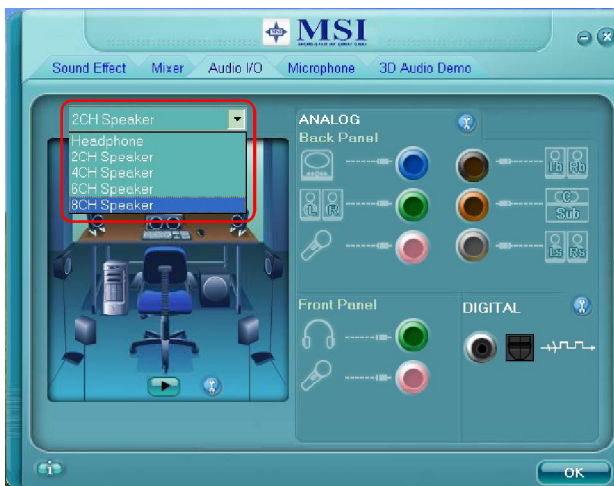 MSI
Sound Effect
Mixer
Audio I/O
Microphone
3D Audio Demo
2CH Speaker
Headphone
2CH Speaker
4CH Speaker
6CH Speaker
8CH Speaker
ANALOG
Back Panel
Lb Rb
L R
C
Sub
Ls Rs
Front Panel
DIGITAL
i
OK